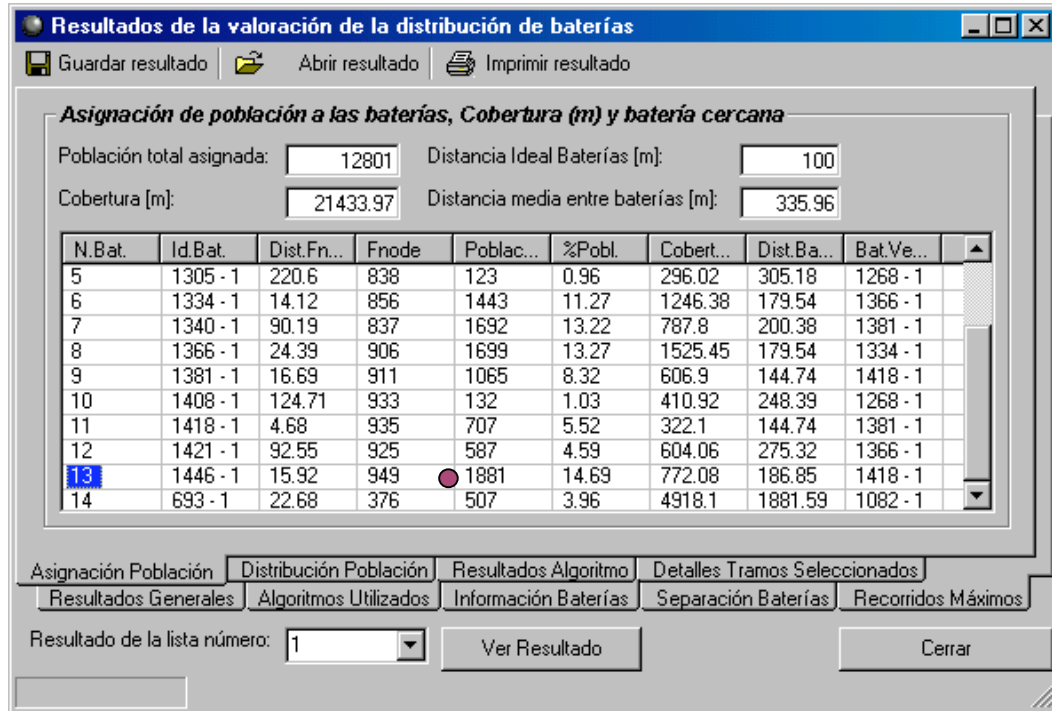 Resultados de la valoración de la distribución de baterías
Guardar resultado Abrir resultado Imprimir resultado
Asignación de población a las baterías, Cobertura (m) y batería cercana
Población total asignada: 12801 Distancia Ideal Baterías [m]: 100
Cobertura [m]: 21433.97 Distancia media entre baterías [m]: 335.96
N.Bat. Id.Bat. Dist.Fn... Fnode Poblac... %Pobl. Cobert... Dist.Ba... Bat.Ve...
5 1305 - 1 220.6 838 123 0.96 296.02 305.18 1268 - 1
6 1334 - 1 14.12 856 1443 11.27 1246.38 179.54 1366 - 1
7 1340 - 1 90.19 837 1692 13.22 787.8 200.38 1381 - 1
8 1366 - 1 24.39 906 1699 13.27 1525.45 179.54 1334 - 1
9 1381 - 1 16.69 911 1065 8.32 606.9 144.74 1418 - 1
10 1408 - 1 124.71 933 132 1.03 410.92 248.39 1268 - 1
11 1418 - 1 4.68 935 707 5.52 322.1 144.74 1381 - 1
12 1421 - 1 92.55 925 587 4.59 604.06 275.32 1366 - 1
13 1446 - 1 15.92 949 1881 14.69 772.08 186.85 1418 - 1
14 693 - 1 22.68 376 507 3.96 4918.1 1881.59 1082 - 1
Asignación Población Distribución Población Resultados Algoritmo Detalles Tramos Seleccionados
Resultados Generales Algoritmos Utilizados Información Baterías Separación Baterías Recorridos Máximos
Resultado de la lista número: 1 Ver Resultado Cerrar